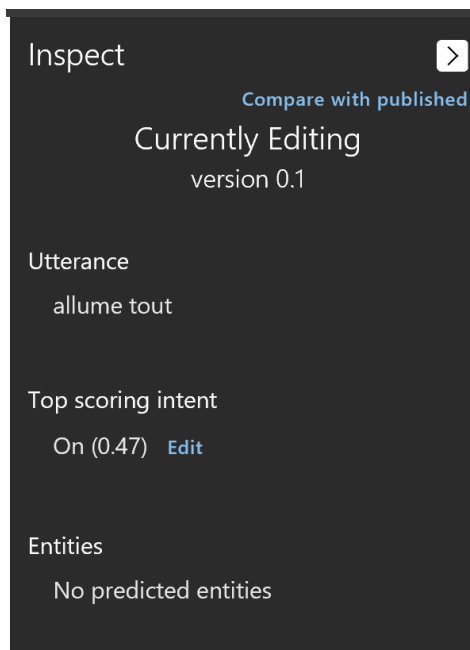 Inspect
Compare with published
Currently Editing
version 0.1
Utterance
allume tout
Top scoring intent
On (0.47) Edit
Entities
No predicted entities